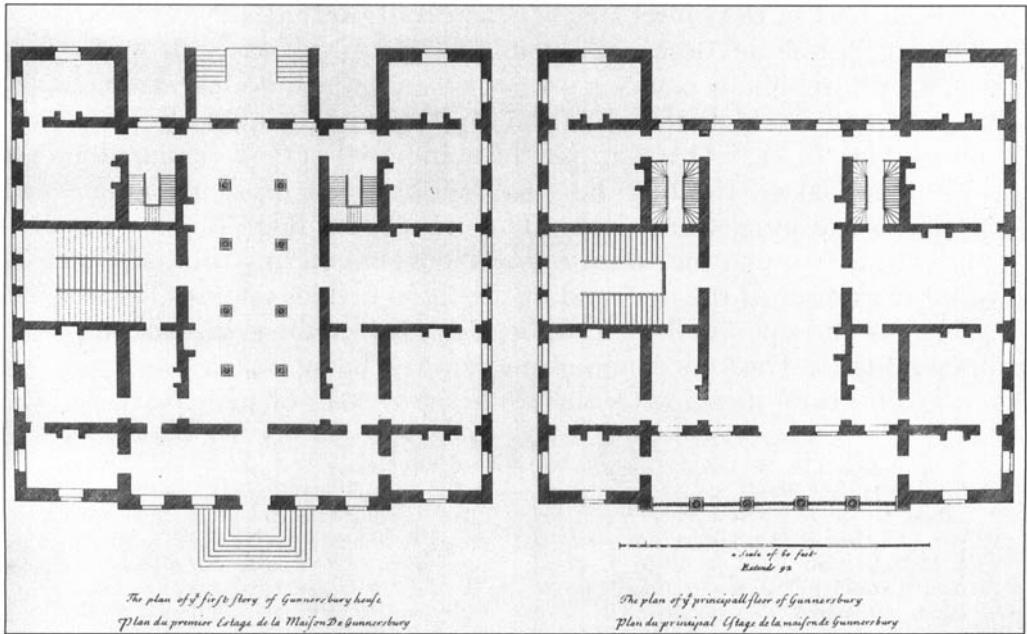 The plan of yᵉ first story of Gunnersbury house
Plan du premier Estage de la Maison De Gunnersbury
a Scale of 60 feet
Extends 92
The plan of yᵉ principall floor of Gunnersbury
Plan du principal Estage de la maison de Gunnersbury